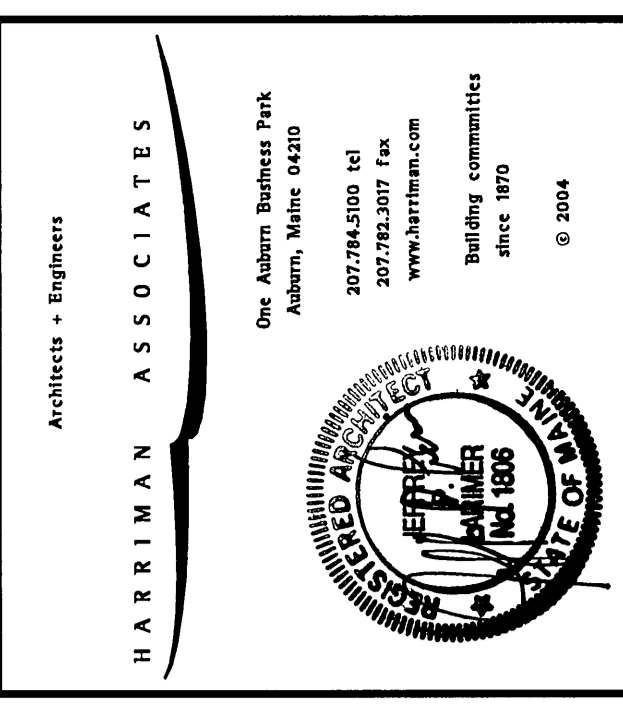 Architects + Engineers
HARRIMAN ASSOCIATES
One Auburn Business Park
Auburn, Maine 04210
207.784.5100 tel
207.782.3017 fax
www.harriman.com
Building communities
since 1870
© 2004
REGISTERED ARCHITECT
JEFFREY
LARIMER
No. 1806
STATE OF MAINE